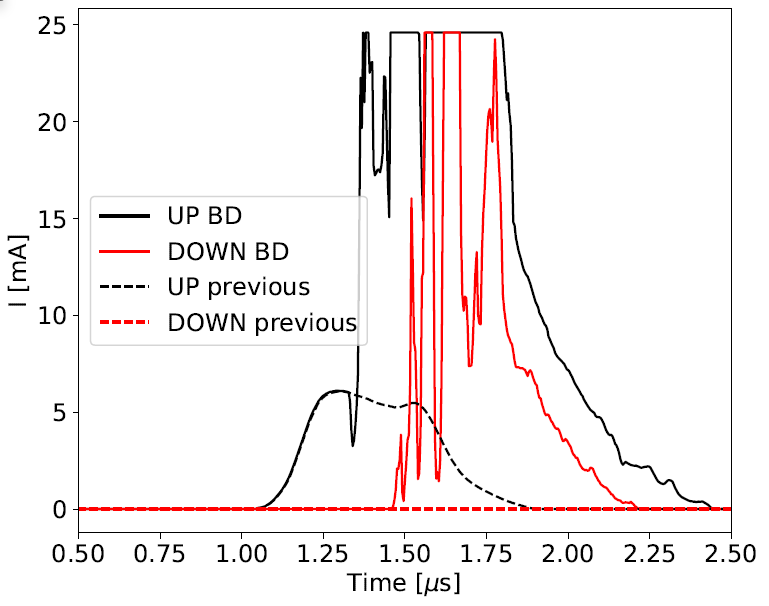 25
20
15
10
5
0
I [mA]
UP BD
DOWN BD
UP previous
DOWN previous
0.50 0.75 1.00 1.25 1.50 1.75 2.00 2.25 2.50
Time [μs]